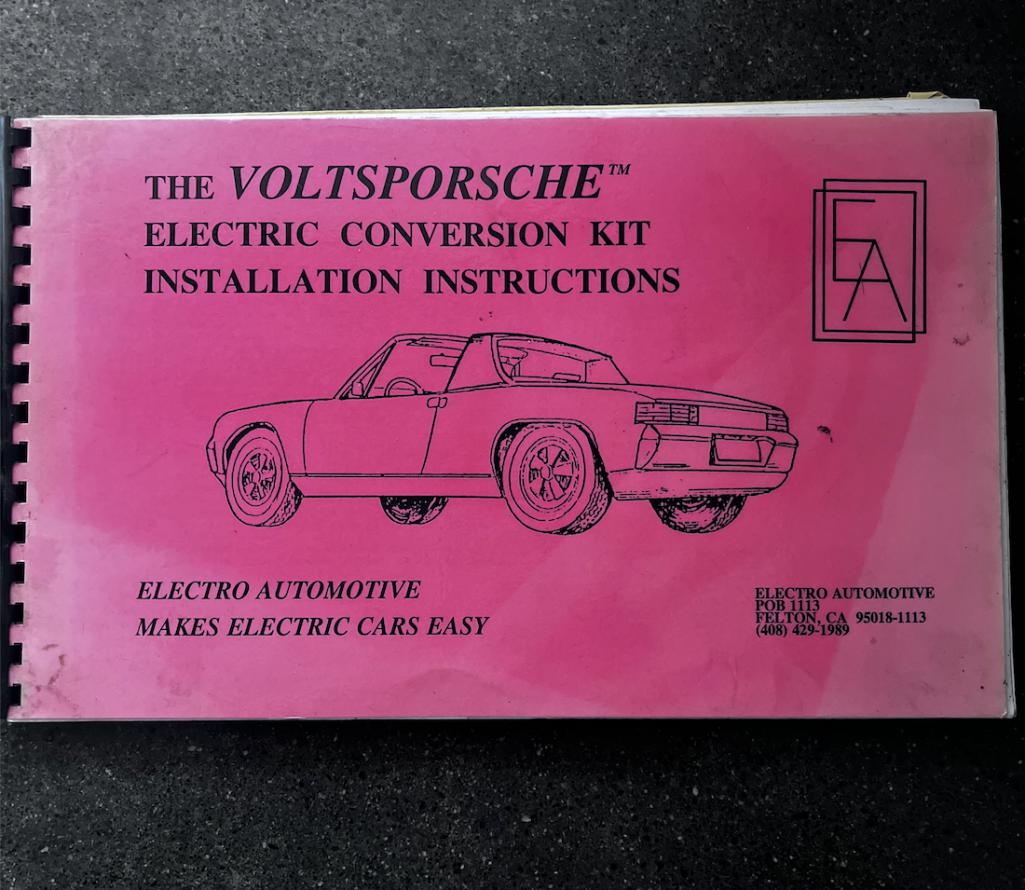 THE VOLTSPORSCHE™
ELECTRIC CONVERSION KIT
INSTALLATION INSTRUCTIONS
EA
ELECTRO AUTOMOTIVE
MAKES ELECTRIC CARS EASY
ELECTRO AUTOMOTIVE
POB 1113
FELTON, CA 95018-1113
(408) 429-1989